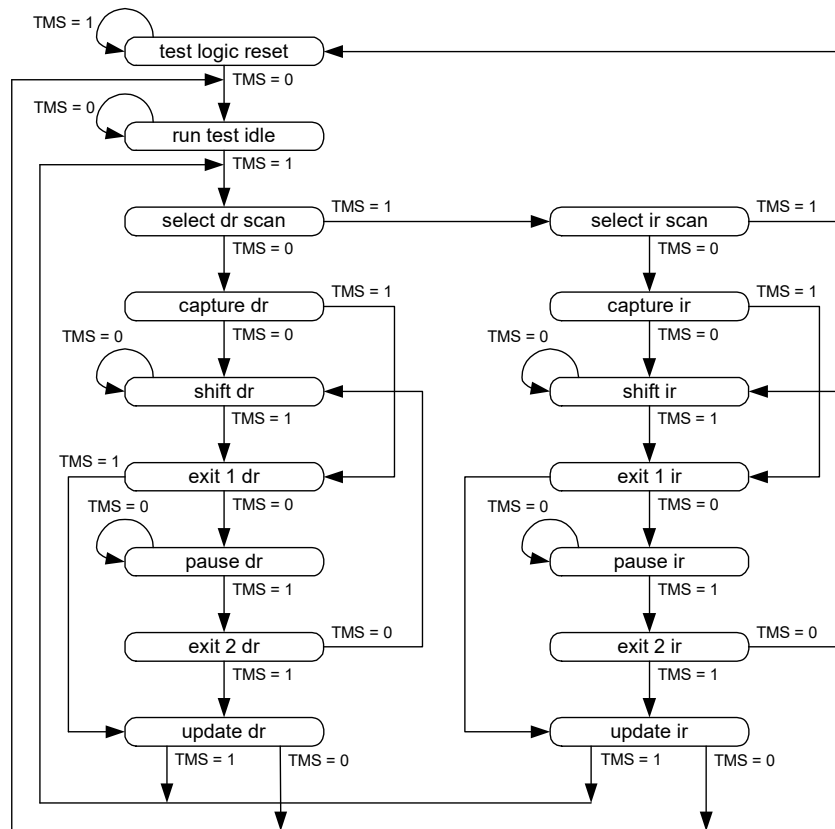 TMS = 1
test logic reset
TMS = 0
TMS = 0
run test idle
TMS = 1
select dr scan
TMS = 1
select ir scan
TMS = 1
TMS = 0
TMS = 0
capture dr
TMS = 1
capture ir
TMS = 1
TMS = 0
TMS = 0
TMS = 0
TMS = 0
shift dr
shift ir
TMS = 1
TMS = 1
TMS = 1
exit 1 dr
exit 1 ir
TMS = 0
TMS = 0
TMS = 0
TMS = 0
pause dr
pause ir
TMS = 1
TMS = 1
exit 2 dr
TMS = 0
exit 2 ir
TMS = 0
TMS = 1
TMS = 1
update dr
update ir
TMS = 1
TMS = 0
TMS = 1
TMS = 0